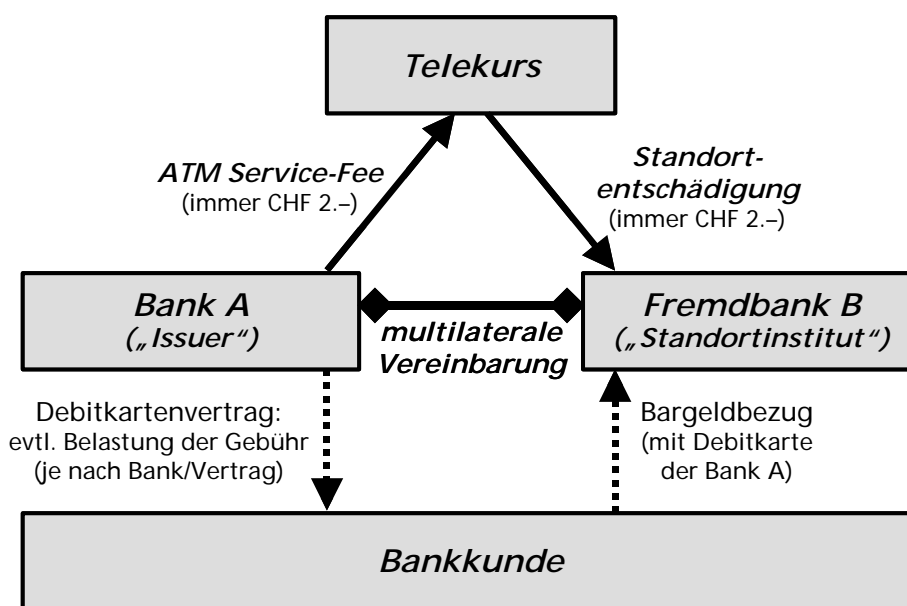 Telekurs
ATM Service-Fee
(immer CHF 2.–)
Standort-
entschädigung
(immer CHF 2.–)
Bank A
(„Issuer“)
multilaterale
Vereinbarung
Fremdbank B
(„Standortinstitut“)
Debitkartenvertrag:
evtl. Belastung der Gebühr
(je nach Bank/Vertrag)
Bargeldbezug
(mit Debitkarte
der Bank A)
Bankkunde